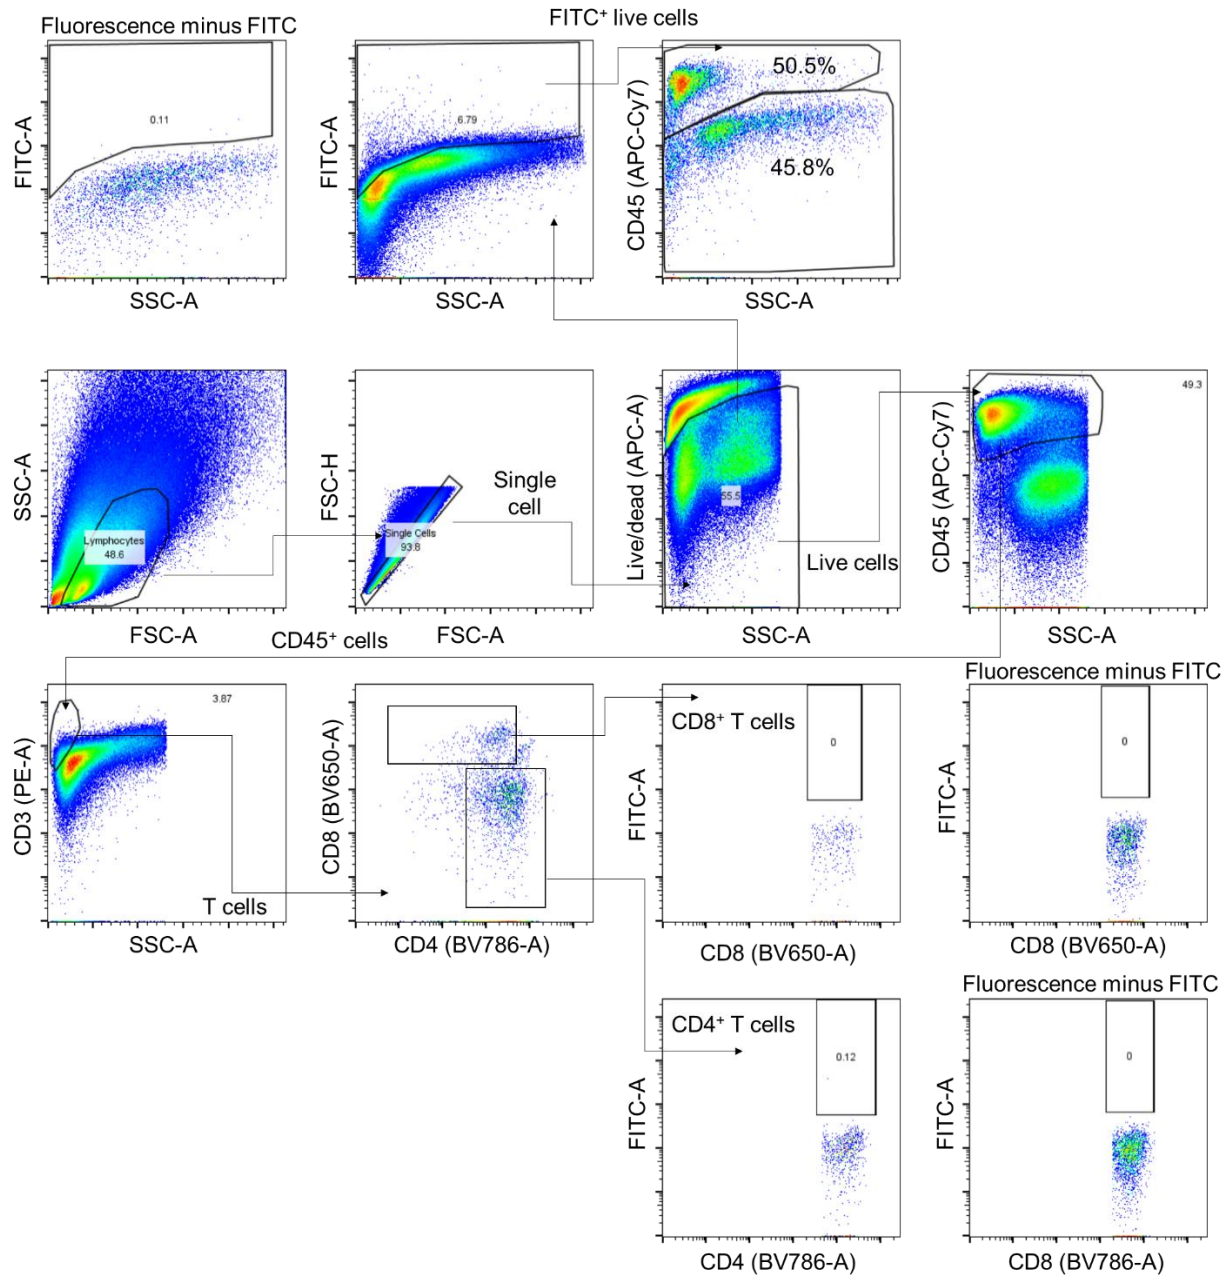 Fluorescence minus FITC
FITC⁺ live cells
FITC-A
0.11
SSC-A
FITC-A
6.79
SSC-A
CD45 (APC-Cy7)
50.5%
45.8%
SSC-A
SSC-A
Lymphocytes
48.6
FSC-A
FSC-H
Single Cells
93.8
FSC-A
Single
cell
Live/dead (APC-A)
55.5
SSC-A
Live cells
CD45 (APC-Cy7)
49.3
SSC-A
CD45⁺ cells
CD3 (PE-A)
3.87
SSC-A
T cells
CD8 (BV650-A)
CD4 (BV786-A)
CD8⁺ T cells
FITC-A
0
CD8 (BV650-A)
Fluorescence minus FITC
FITC-A
0
CD8 (BV650-A)
CD4⁺ T cells
FITC-A
0.12
CD4 (BV786-A)
Fluorescence minus FITC
FITC-A
0
CD8 (BV786-A)